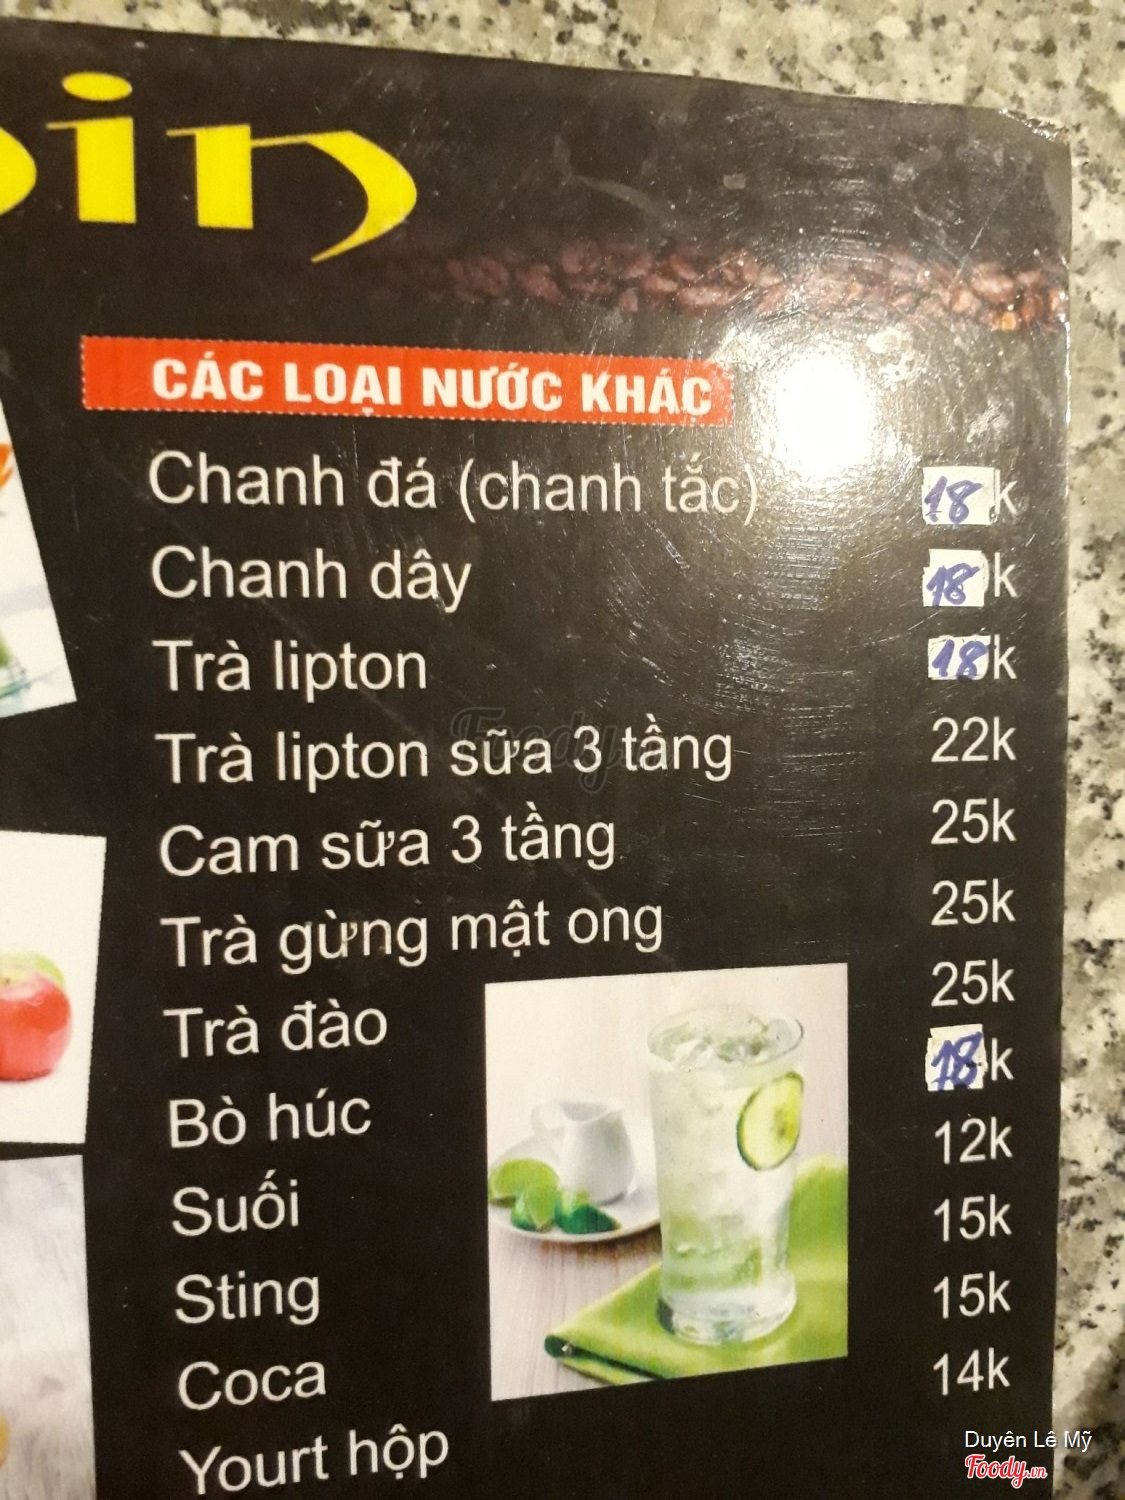 CÁC LOẠI NƯỚC KHÁC
Chanh đá (chanh tắc) 18k
Chanh dây 18k
Trà lipton 18k
Trà lipton sữa 3 tầng 22k
Cam sữa 3 tầng 25k
Trà gừng mật ong 25k
Trà đào 25k
Bò húc 18k
Suối 12k
Sting 15k
Coca 15k
Yourt hộp 14k
Foody
Duyên Lê Mỹ
Foody.vn